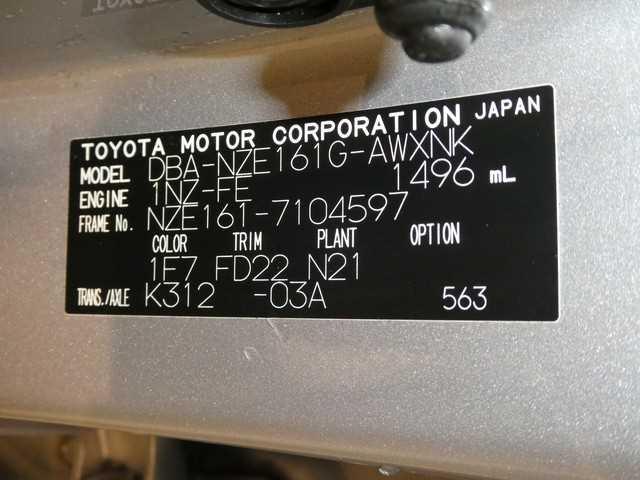 TOYOTA MOTOR CORPORATION JAPAN
MODEL DBA-NZE161G-AWXNK
ENGINE 1NZ-FE 1496 mL
FRAME No. NZE161-7104597
COLOR TRIM PLANT OPTION
1F7 FD22 N21
TRANS./AXLE K312 -03A 563